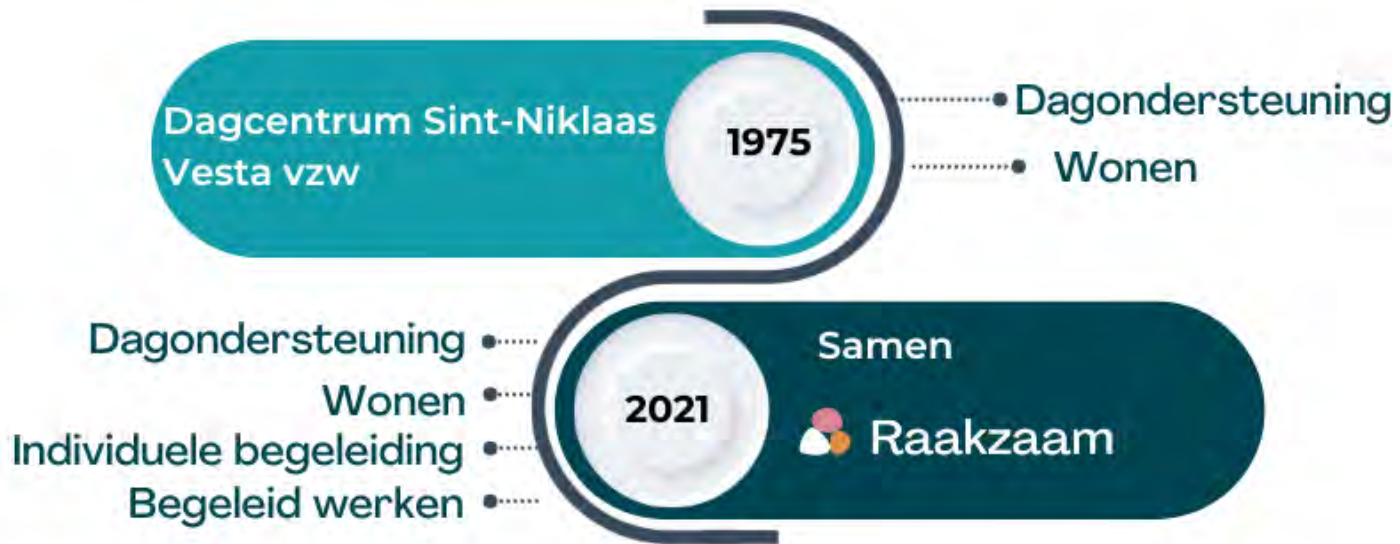 Dagcentrum Sint-Niklaas
Vesta vzw
1975
Dagondersteuning
Wonen
Dagondersteuning
Wonen
Individuele begeleiding
Begeleid werken
2021
Samen
Raakzaam